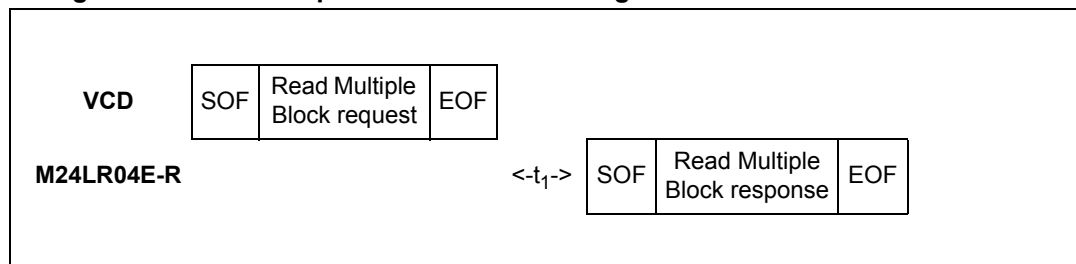 VCD SOF Read Multiple Block request EOF
M24LR04E-R <-t1-> SOF Read Multiple Block response EOF